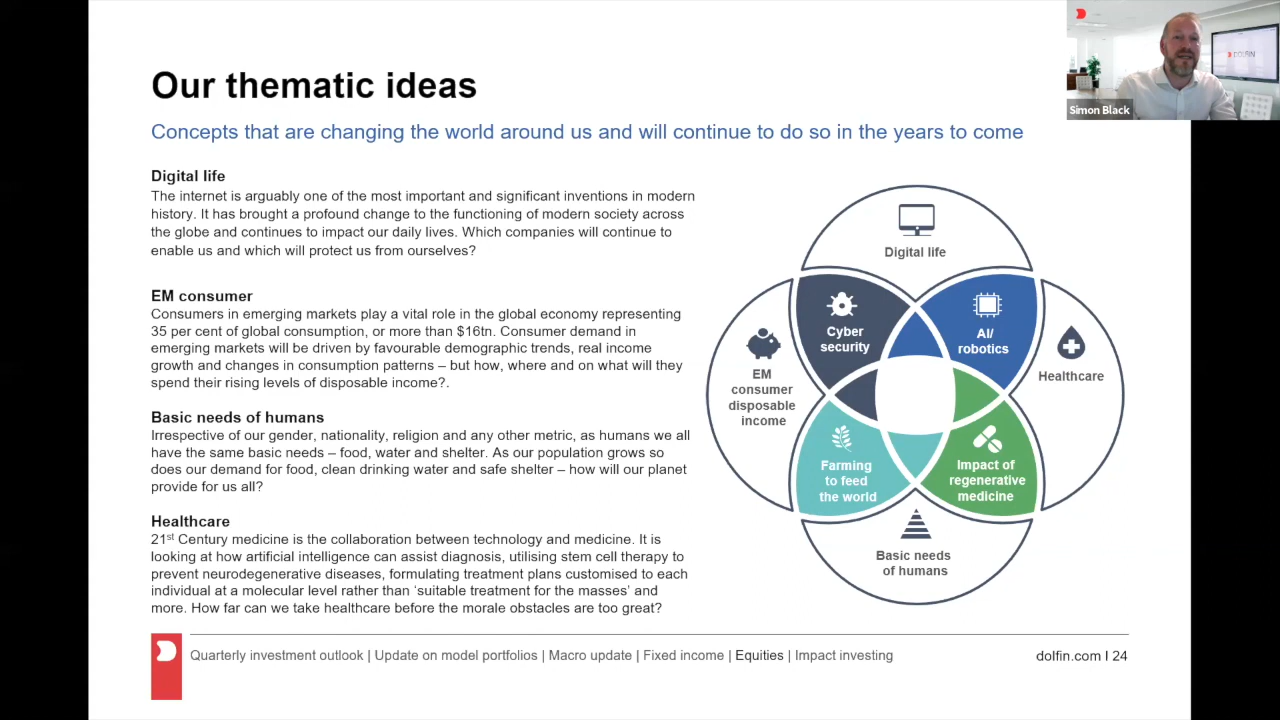 Our thematic ideas
Concepts that are changing the world around us and will continue to do so in the years to come
Digital life
The internet is arguably one of the most important and significant inventions in modern
history. It has brought a profound change to the functioning of modern society across
the globe and continues to impact our daily lives. Which companies will continue to
enable us and which will protect us from ourselves?
EM consumer
Consumers in emerging markets play a vital role in the global economy representing
35 per cent of global consumption, or more than $16tn. Consumer demand in
emerging markets will be driven by favourable demographic trends, real income
growth and changes in consumption patterns – but how, where and on what will they
spend their rising levels of disposable income?.
Basic needs of humans
Irrespective of our gender, nationality, religion and any other metric, as humans we all
have the same basic needs – food, water and shelter. As our population grows so
does our demand for food, clean drinking water and safe shelter – how will our planet
provide for us all?
Healthcare
21st Century medicine is the collaboration between technology and medicine. It is
looking at how artificial intelligence can assist diagnosis, utilising stem cell therapy to
prevent neurodegenerative diseases, formulating treatment plans customised to each
individual at a molecular level rather than ‘suitable treatment for the masses’ and
more. How far can we take healthcare before the morale obstacles are too great?
Digital life
Cyber
security
AI/
robotics
EM
consumer
disposable
income
Healthcare
Farming
to feed
the world
Impact of
regenerative
medicine
Basic needs
of humans
Quarterly investment outlook | Update on model portfolios | Macro update | Fixed income | Equities | Impact investing
dolfin.com I 24
DOLFIN
Simon Black